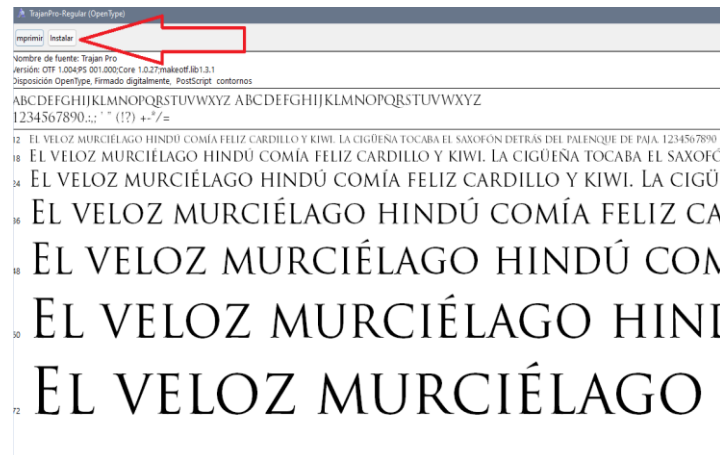 TrajanPro-Regular (OpenType)
mprimir Instalar
Nombre de fuente: Trajan Pro
Versión: OTF 1.004;PS 001.000;Core 1.0.27;makeotf.lib1.3.1
Disposición OpenType, Firmado digitalmente, PostScript contornos
ABCDEFGHIJKLMNOPQRSTUVWXYZ ABCDEFGHIJKLMNOPQRSTUVWXYZ
1234567890.:,; ' " (!?) +-*/=
12 EL VELOZ MURCIÉLAGO HINDÚ COMÍA FELIZ CARDILLO Y KIWI. LA CIGÜEÑA TOCABA EL SAXOFÓN DETRÁS DEL PALENQUE DE PAJA. 1234567890
18 EL VELOZ MURCIÉLAGO HINDÚ COMÍA FELIZ CARDILLO Y KIWI. LA CIGÜEÑA TOCABA EL SAXOFÓ
24 EL VELOZ MURCIÉLAGO HINDÚ COMÍA FELIZ CARDILLO Y KIWI. LA CIGÜ
36 EL VELOZ MURCIÉLAGO HINDÚ COMÍA FELIZ CA
48 EL VELOZ MURCIÉLAGO HINDÚ COM
60 EL VELOZ MURCIÉLAGO HIND
72 EL VELOZ MURCIÉLAGO